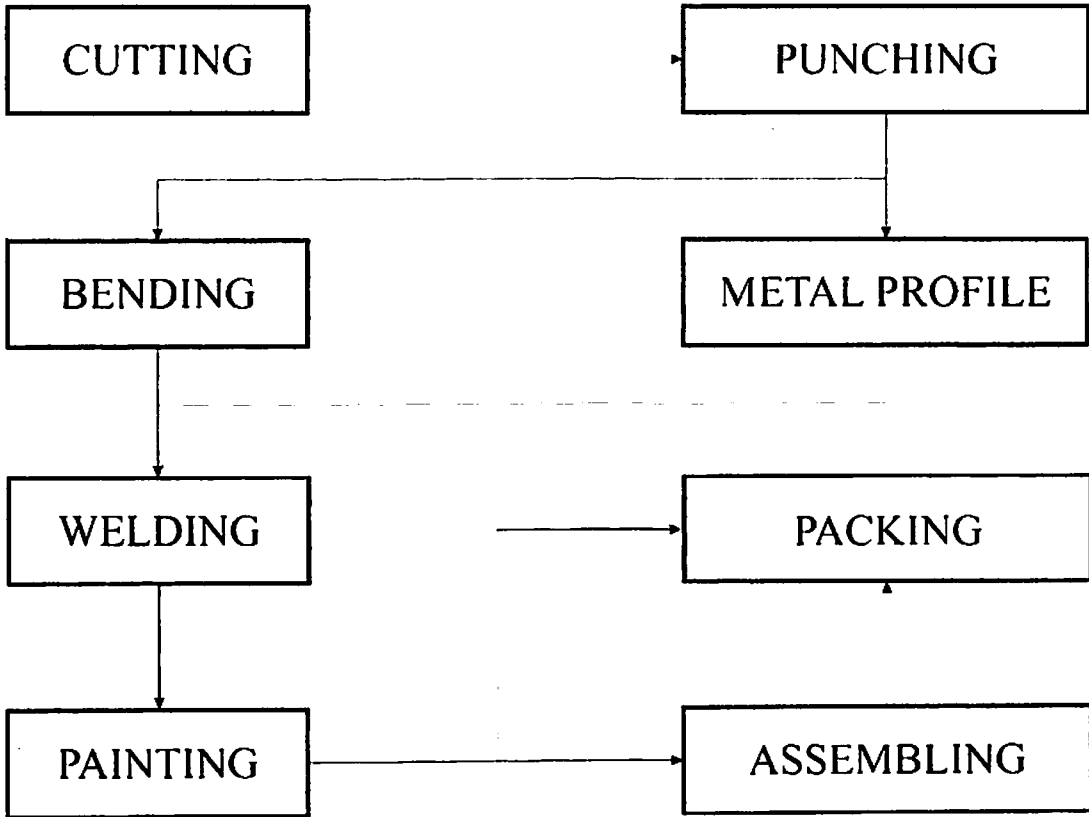 CUTTING
PUNCHING
BENDING
METAL PROFILE
WELDING
PACKING
PAINTING
ASSEMBLING